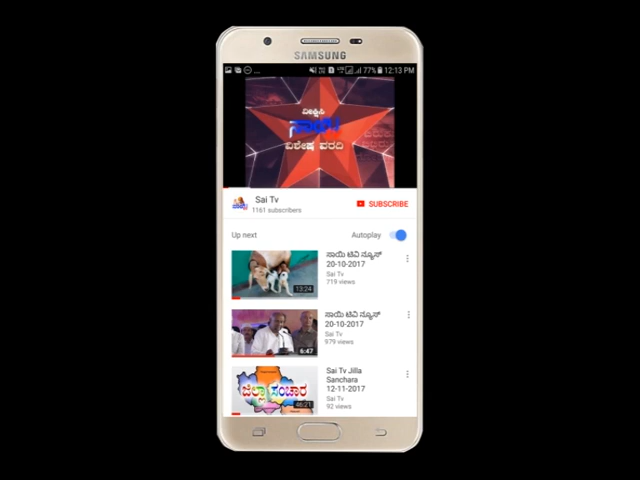 SAMSUNG
77% 12:13 PM
ವೀಕ್ಷಿಸಿ
ವಿಶೇಷ ವರದಿ
Sai Tv
1161 subscribers
SUBSCRIBE
Up next
Autoplay
ಸಾಯಿ ಟಿವಿ ನ್ಯೂಸ್
20-10-2017
Sai Tv
719 views
13:24
ಸಾಯಿ ಟಿವಿ ನ್ಯೂಸ್
20-10-2017
Sai Tv
979 views
6:47
Sai Tv Jilla
Sanchara
12-11-2017
Sai Tv
92 views
ಜಿಲ್ಲಾ ಸಂಚಾರ
46:21